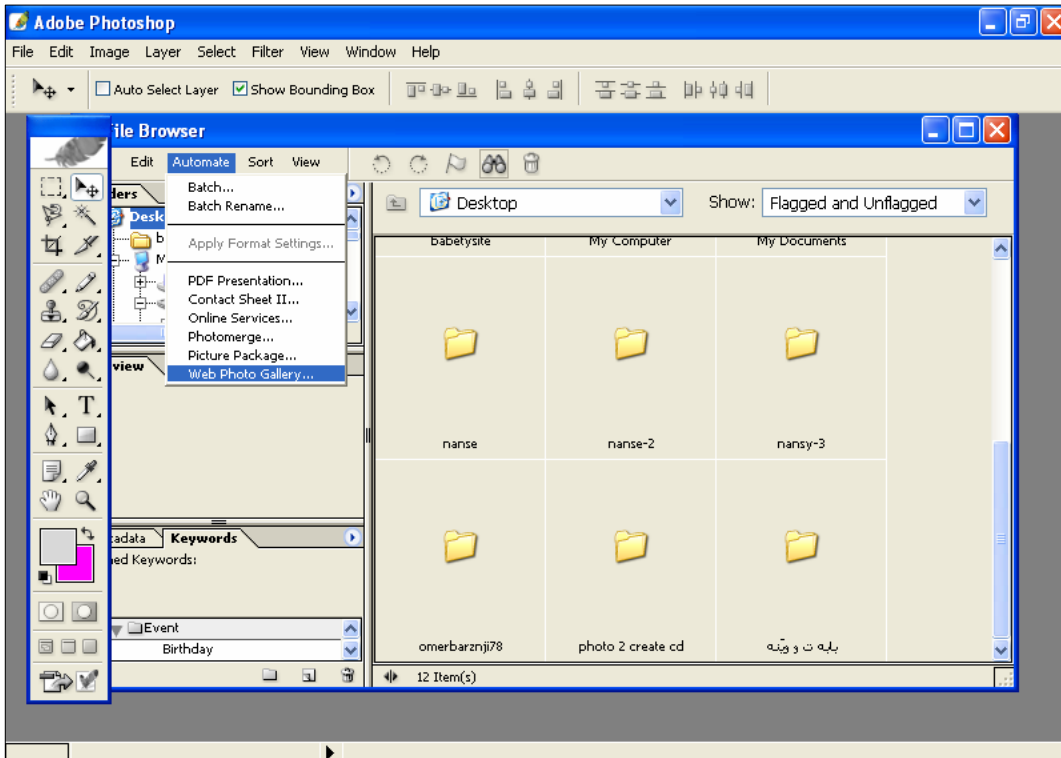 Adobe Photoshop
File Edit Image Layer Select Filter View Window Help
Auto Select Layer Show Bounding Box
ile Browser
Edit Automate Sort View
ders
Batch...
Batch Rename...
Apply Format Settings...
PDF Presentation...
Contact Sheet II...
Online Services...
Photomerge...
Picture Package...
Web Photo Gallery...
Desk
b
M
view
Desktop
Show: Flagged and Unflagged
babetysite My Computer My Documents
nanse nanse-2 nansy-3
omerbarznji78 photo 2 create cd بابه ت و وێنه
adata Keywords
ned Keywords:
Event
Birthday
12 Item(s)
T